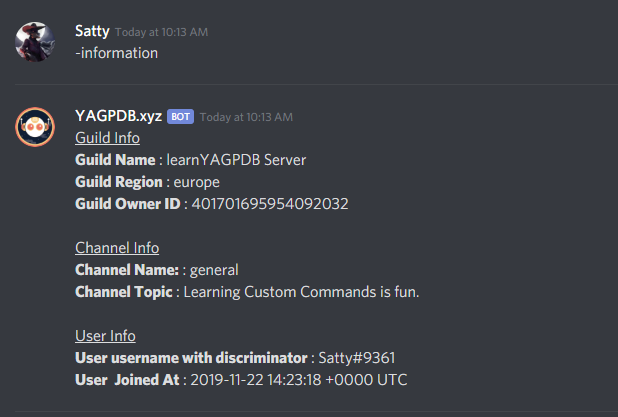 Satty Today at 10:13 AM
-information
YAGPDB.xyz BOT Today at 10:13 AM
Guild Info
Guild Name : learnYAGPDB Server
Guild Region : europe
Guild Owner ID : 401701695954092032
Channel Info
Channel Name: : general
Channel Topic : Learning Custom Commands is fun.
User Info
User username with discriminator : Satty#9361
User  Joined At : 2019-11-22 14:23:18 +0000 UTC